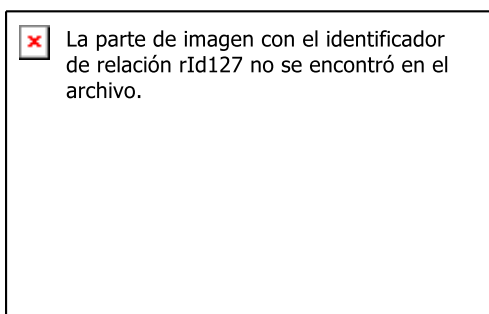 La parte de imagen con el identificador
de relación rId127 no se encontró en el
archivo.